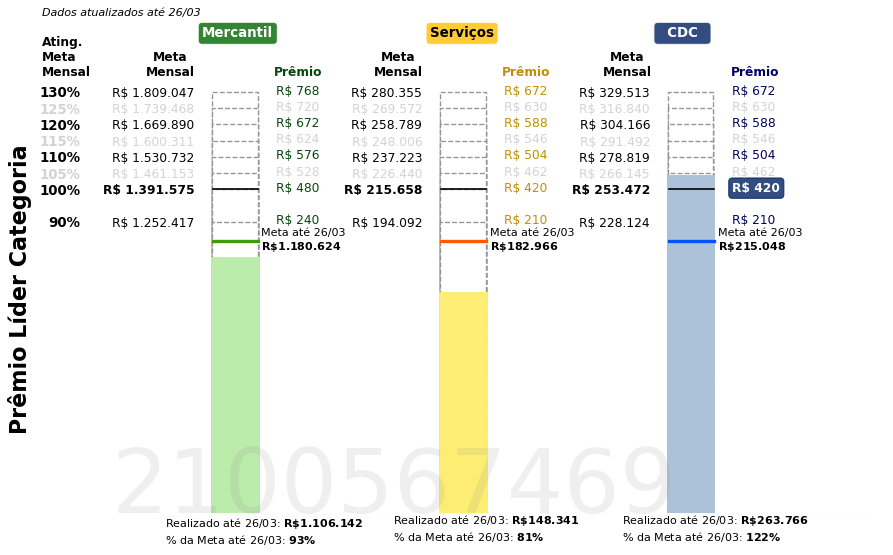 Dados atualizados até 26/03
Mercantil Serviços CDC
Ating. Meta Mensal Meta Mensal Prêmio Meta Mensal Prêmio Meta Mensal Prêmio
130% R$ 1.809.047 R$ 768 R$ 280.355 R$ 672 R$ 329.513 R$ 672
125% R$ 1.739.468 R$ 720 R$ 269.572 R$ 630 R$ 316.840 R$ 630
120% R$ 1.669.890 R$ 672 R$ 258.789 R$ 588 R$ 304.166 R$ 588
115% R$ 1.600.311 R$ 624 R$ 248.006 R$ 546 R$ 291.492 R$ 546
110% R$ 1.530.732 R$ 576 R$ 237.223 R$ 504 R$ 278.819 R$ 504
105% R$ 1.461.153 R$ 528 R$ 226.440 R$ 462 R$ 266.145 R$ 462
100% R$ 1.391.575 R$ 480 R$ 215.658 R$ 420 R$ 253.472 R$ 420
90% R$ 1.252.417 R$ 240 R$ 194.092 R$ 210 R$ 228.124 R$ 210
Meta até 26/03 Meta até 26/03 Meta até 26/03
R$1.180.624 R$182.966 R$215.048
Prêmio Líder Categoria
2100567469
Realizado até 26/03: R$1.106.142 Realizado até 26/03: R$148.341 Realizado até 26/03: R$263.766
% da Meta até 26/03: 93% % da Meta até 26/03: 81% % da Meta até 26/03: 122%